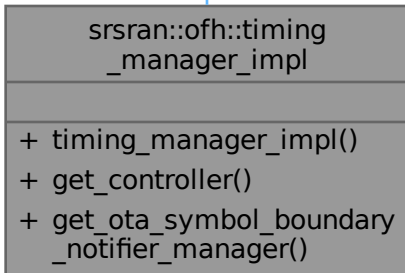 srsran::ofh::timing
_manager_impl
+ timing_manager_impl()
+ get_controller()
+ get_ota_symbol_boundary
_notifier_manager()